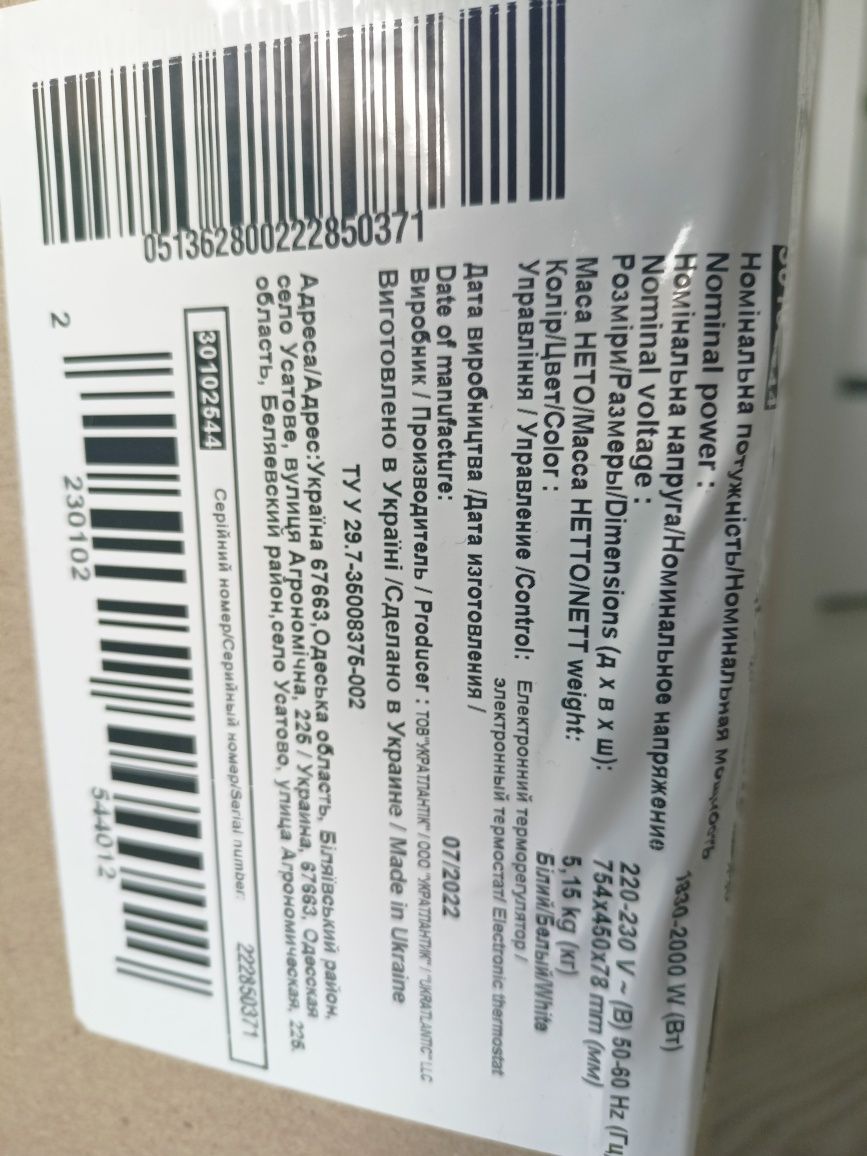 Номінальна потужність/Номинальная мощность
Nominal power : 1830-2000 W (Вт)
Номінальна напруга/Номинальное напряжение
Nominal voltage : 220-230 V ~ (В) 50-60 Hz (Гц
Розміри/Размеры/Dimensions (Д х В х Ш): 754x450x78 mm (мм)
Маса НЕТО/Масса НЕТТО/NETT weight: 5,15 kg (кг)
Колір/Цвет/Color : Білий/Белый/White
Управління / Управление /Control: Електронний терморегулятор /
электронный термостат/ Electronic thermostat
Дата виробництва /Дата изготовления /
Date of manufacture: 07/2022
Виробник / Производитель / Producer : ТОВ"УКРАТЛАНТІК" / ООО "УКРАТЛАНТИК" / "UKRATLANTIC" LLC
Виготовлено в Україні /Сделано в Украине / Made in Ukraine
ТУ У 29.7-35008375-002
Адреса/Адрес:Україна 67663,Одеська область, Біляївський район,
село Усатове, вулиця Агрономічна, 225 / Украина, 67663, Одесская
область, Беляевский район,село Усатово, улица Агрономическая, 225.
30102544 Серійний номер/Серийный номер/Serial number: 222850371
051362800222850371
2 230102 544012